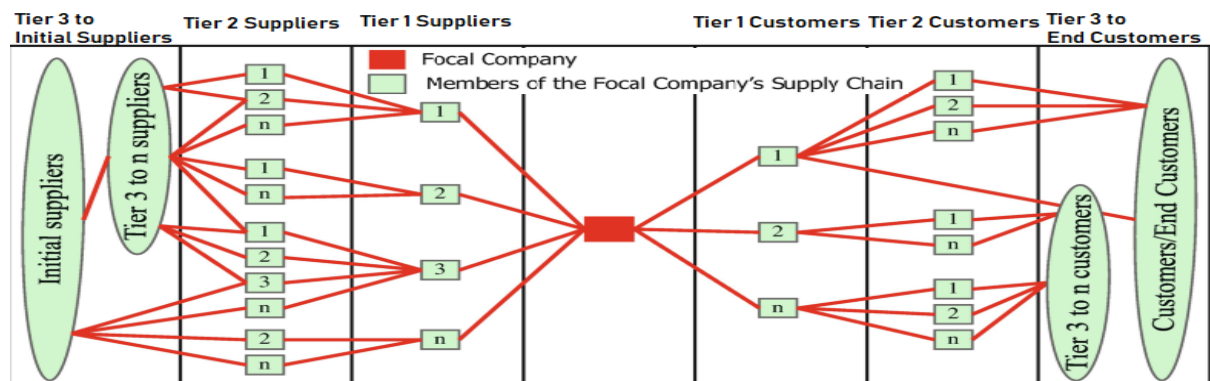 Tier 3 to
Initial Suppliers
Tier 2 Suppliers
Tier 1 Suppliers
Tier 1 Customers
Tier 2 Customers
Tier 3 to
End Customers
Focal Company
Members of the Focal Company's Supply Chain
Initial suppliers
Tier 3 to n suppliers
1
2
n
1
n
1
2
3
n
2
n
1
2
3
n
1
2
n
1
2
n
1
n
1
2
n
Tier 3 to n customers
Customers/End Customers